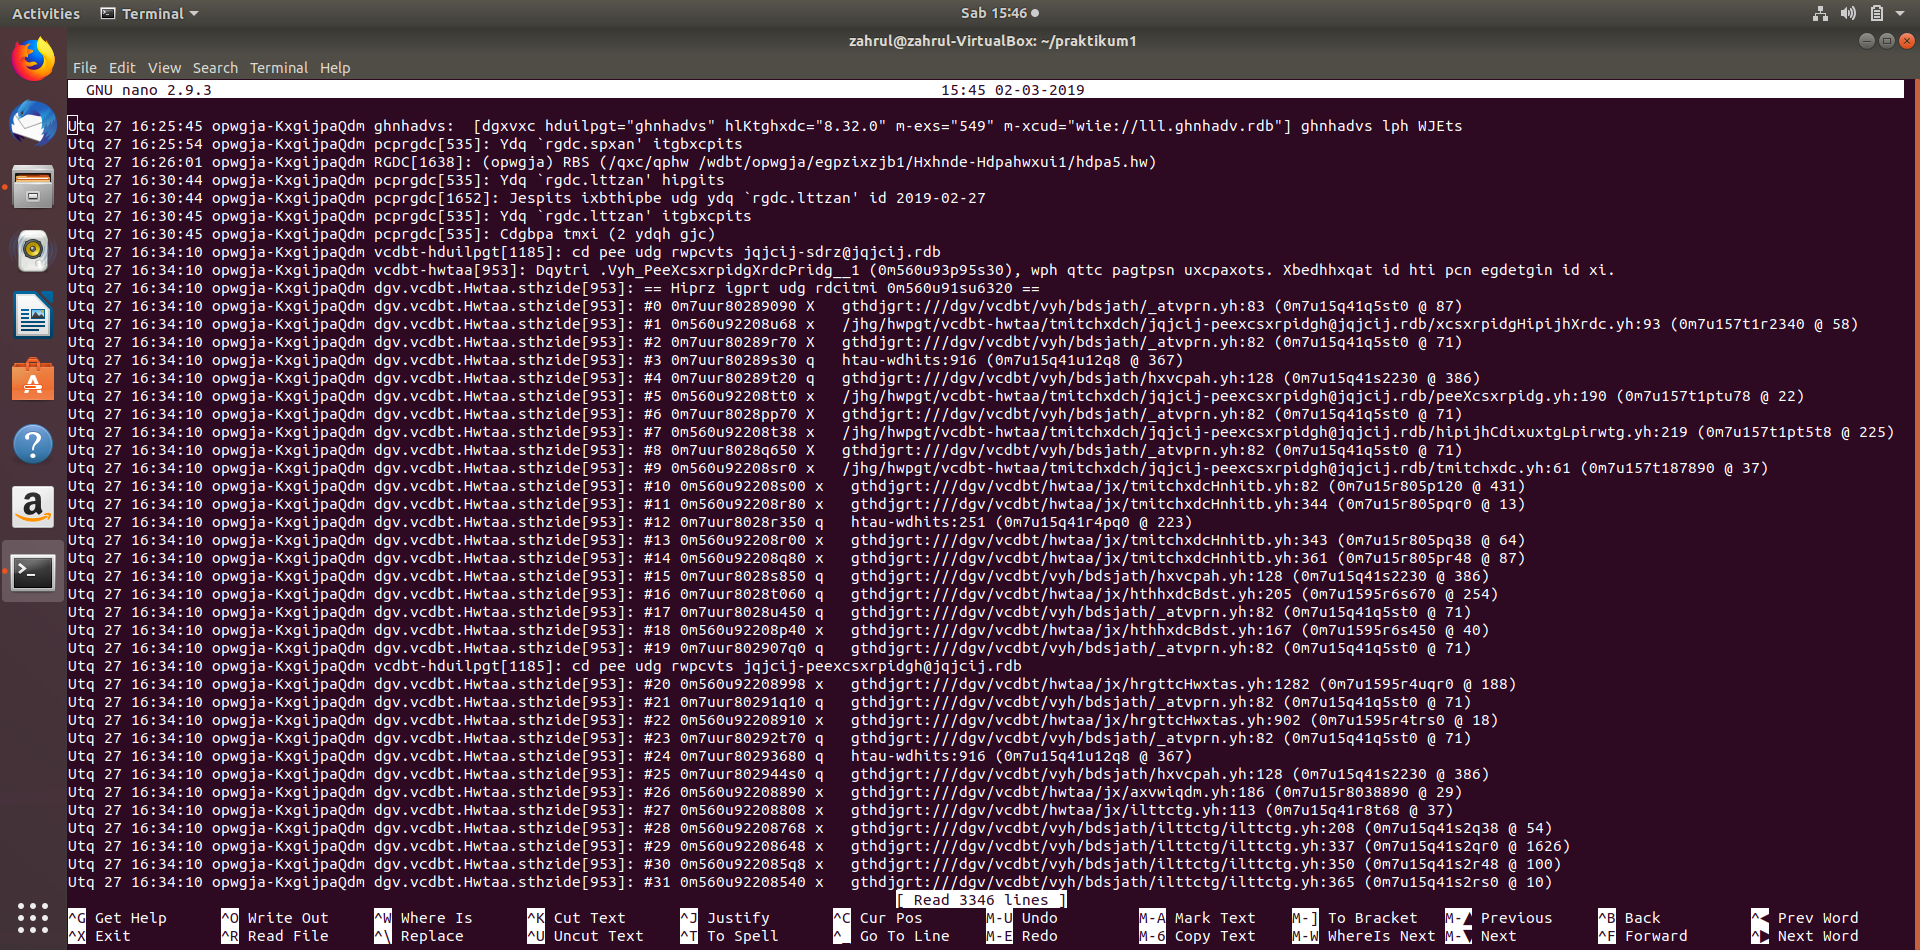 Activities Terminal Sab 15:46
zahrul@zahrul-VirtualBox: ~/praktikum1
File Edit View Search Terminal Help
GNU nano 2.9.3 15:45 02-03-2019
Utq 27 16:25:45 opwgja-KxgijpaQdm ghnhadvs:  [dgxvxc hduilpgt="ghnhadvs" hlKtghxdc="8.32.0" m-exs="549" m-xcud="wiie://lll.ghnhadv.rdb"] ghnhadvs lph WJEts
Utq 27 16:25:54 opwgja-KxgijpaQdm pcprgdc[535]: Ydq `rgdc.spxan' itgbxcpits
Utq 27 16:26:01 opwgja-KxgijpaQdm RGDC[1638]: (opwgja) RBS (/qxc/qphw /wdbt/opwgja/egpzixzjb1/Hxhnde-Hdpahwxui1/hdpa5.hw)
Utq 27 16:30:44 opwgja-KxgijpaQdm pcprgdc[535]: Ydq `rgdc.lttzan' hipgits
Utq 27 16:30:44 opwgja-KxgijpaQdm pcprgdc[1652]: Jespits ixbthipbe udg ydq `rgdc.lttzan' id 2019-02-27
Utq 27 16:30:45 opwgja-KxgijpaQdm pcprgdc[535]: Ydq `rgdc.lttzan' itgbxcpits
Utq 27 16:30:45 opwgja-KxgijpaQdm pcprgdc[535]: Cdgbpa tmxi (2 ydqh gjc)
Utq 27 16:34:10 opwgja-KxgijpaQdm vcdbt-hduilpgt[1185]: cd pee udg rwpcvts jqjcij-sdrz@jqjcij.rdb
Utq 27 16:34:10 opwgja-KxgijpaQdm vcdbt-hwtaa[953]: Dqytri .Vyh_PeeXcsxrpidgXrdcPridg__1 (0m560u93p95s30), wph qttc pagtpsn uxcpaxots. Xbedhhxqat id hti pcn egdetgin id xi.
Utq 27 16:34:10 opwgja-KxgijpaQdm dgv.vcdbt.Hwtaa.sthzide[953]: == Hiprz igprt udg rdcitmi 0m560u91su6320 ==
Utq 27 16:34:10 opwgja-KxgijpaQdm dgv.vcdbt.Hwtaa.sthzide[953]: #0 0m7uur80289090 X   gthdjgrt:///dgv/vcdbt/vyh/bdsjath/_atvprn.yh:83 (0m7u15q41q5st0 @ 87)
Utq 27 16:34:10 opwgja-KxgijpaQdm dgv.vcdbt.Hwtaa.sthzide[953]: #1 0m560u92208u68 x   /jhg/hwpgt/vcdbt-hwtaa/tmitchxdch/jqjcij-peexcsxrpidgh@jqjcij.rdb/xcsxrpidgHipijhXrdc.yh:93 (0m7u157t1r2340 @ 58)
Utq 27 16:34:10 opwgja-KxgijpaQdm dgv.vcdbt.Hwtaa.sthzide[953]: #2 0m7uur80289r70 X   gthdjgrt:///dgv/vcdbt/vyh/bdsjath/_atvprn.yh:82 (0m7u15q41q5st0 @ 71)
Utq 27 16:34:10 opwgja-KxgijpaQdm dgv.vcdbt.Hwtaa.sthzide[953]: #3 0m7uur80289s30 q   htau-wdhits:916 (0m7u15q41u12q8 @ 367)
Utq 27 16:34:10 opwgja-KxgijpaQdm dgv.vcdbt.Hwtaa.sthzide[953]: #4 0m7uur80289t20 q   gthdjgrt:///dgv/vcdbt/vyh/bdsjath/hxvcpah.yh:128 (0m7u15q41s2230 @ 386)
Utq 27 16:34:10 opwgja-KxgijpaQdm dgv.vcdbt.Hwtaa.sthzide[953]: #5 0m560u92208tt0 x   /jhg/hwpgt/vcdbt-hwtaa/tmitchxdch/jqjcij-peexcsxrpidgh@jqjcij.rdb/peeXcsxrpidg.yh:190 (0m7u157t1ptu78 @ 22)
Utq 27 16:34:10 opwgja-KxgijpaQdm dgv.vcdbt.Hwtaa.sthzide[953]: #6 0m7uur8028pp70 X   gthdjgrt:///dgv/vcdbt/vyh/bdsjath/_atvprn.yh:82 (0m7u15q41q5st0 @ 71)
Utq 27 16:34:10 opwgja-KxgijpaQdm dgv.vcdbt.Hwtaa.sthzide[953]: #7 0m560u92208t38 x   /jhg/hwpgt/vcdbt-hwtaa/tmitchxdch/jqjcij-peexcsxrpidgh@jqjcij.rdb/hipijhCdixuxtgLpirwtg.yh:219 (0m7u157t1pt5t8 @ 225)
Utq 27 16:34:10 opwgja-KxgijpaQdm dgv.vcdbt.Hwtaa.sthzide[953]: #8 0m7uur8028q650 X   gthdjgrt:///dgv/vcdbt/vyh/bdsjath/_atvprn.yh:82 (0m7u15q41q5st0 @ 71)
Utq 27 16:34:10 opwgja-KxgijpaQdm dgv.vcdbt.Hwtaa.sthzide[953]: #9 0m560u92208sr0 x   /jhg/hwpgt/vcdbt-hwtaa/tmitchxdch/jqjcij-peexcsxrpidgh@jqjcij.rdb/tmitchxdc.yh:61 (0m7u157t187890 @ 37)
Utq 27 16:34:10 opwgja-KxgijpaQdm dgv.vcdbt.Hwtaa.sthzide[953]: #10 0m560u92208s00 x   gthdjgrt:///dgv/vcdbt/hwtaa/jx/tmitchxdcHnhitb.yh:82 (0m7u15r805p120 @ 431)
Utq 27 16:34:10 opwgja-KxgijpaQdm dgv.vcdbt.Hwtaa.sthzide[953]: #11 0m560u92208r80 x   gthdjgrt:///dgv/vcdbt/hwtaa/jx/tmitchxdcHnhitb.yh:344 (0m7u15r805pqr0 @ 13)
Utq 27 16:34:10 opwgja-KxgijpaQdm dgv.vcdbt.Hwtaa.sthzide[953]: #12 0m7uur8028r350 q   htau-wdhits:251 (0m7u15q41r4pq0 @ 223)
Utq 27 16:34:10 opwgja-KxgijpaQdm dgv.vcdbt.Hwtaa.sthzide[953]: #13 0m560u92208r00 x   gthdjgrt:///dgv/vcdbt/hwtaa/jx/tmitchxdcHnhitb.yh:343 (0m7u15r805pq38 @ 64)
Utq 27 16:34:10 opwgja-KxgijpaQdm dgv.vcdbt.Hwtaa.sthzide[953]: #14 0m560u92208q80 x   gthdjgrt:///dgv/vcdbt/hwtaa/jx/tmitchxdcHnhitb.yh:361 (0m7u15r805pr48 @ 87)
Utq 27 16:34:10 opwgja-KxgijpaQdm dgv.vcdbt.Hwtaa.sthzide[953]: #15 0m7uur8028s850 q   gthdjgrt:///dgv/vcdbt/vyh/bdsjath/hxvcpah.yh:128 (0m7u15q41s2230 @ 386)
Utq 27 16:34:10 opwgja-KxgijpaQdm dgv.vcdbt.Hwtaa.sthzide[953]: #16 0m7uur8028t060 q   gthdjgrt:///dgv/vcdbt/hwtaa/jx/hthhxdcBdst.yh:205 (0m7u1595r6s670 @ 254)
Utq 27 16:34:10 opwgja-KxgijpaQdm dgv.vcdbt.Hwtaa.sthzide[953]: #17 0m7uur8028u450 q   gthdjgrt:///dgv/vcdbt/vyh/bdsjath/_atvprn.yh:82 (0m7u15q41q5st0 @ 71)
Utq 27 16:34:10 opwgja-KxgijpaQdm dgv.vcdbt.Hwtaa.sthzide[953]: #18 0m560u92208p40 x   gthdjgrt:///dgv/vcdbt/hwtaa/jx/hthhxdcBdst.yh:167 (0m7u1595r6s450 @ 40)
Utq 27 16:34:10 opwgja-KxgijpaQdm dgv.vcdbt.Hwtaa.sthzide[953]: #19 0m7uur802907q0 q   gthdjgrt:///dgv/vcdbt/vyh/bdsjath/_atvprn.yh:82 (0m7u15q41q5st0 @ 71)
Utq 27 16:34:10 opwgja-KxgijpaQdm vcdbt-hduilpgt[1185]: cd pee udg rwpcvts jqjcij-peexcsxrpidgh@jqjcij.rdb
Utq 27 16:34:10 opwgja-KxgijpaQdm dgv.vcdbt.Hwtaa.sthzide[953]: #20 0m560u92208998 x   gthdjgrt:///dgv/vcdbt/hwtaa/jx/hrgttcHwxtas.yh:1282 (0m7u1595r4uqr0 @ 188)
Utq 27 16:34:10 opwgja-KxgijpaQdm dgv.vcdbt.Hwtaa.sthzide[953]: #21 0m7uur80291q10 q   gthdjgrt:///dgv/vcdbt/vyh/bdsjath/_atvprn.yh:82 (0m7u15q41q5st0 @ 71)
Utq 27 16:34:10 opwgja-KxgijpaQdm dgv.vcdbt.Hwtaa.sthzide[953]: #22 0m560u92208910 x   gthdjgrt:///dgv/vcdbt/hwtaa/jx/hrgttcHwxtas.yh:902 (0m7u1595r4trs0 @ 18)
Utq 27 16:34:10 opwgja-KxgijpaQdm dgv.vcdbt.Hwtaa.sthzide[953]: #23 0m7uur80292t70 q   gthdjgrt:///dgv/vcdbt/vyh/bdsjath/_atvprn.yh:82 (0m7u15q41q5st0 @ 71)
Utq 27 16:34:10 opwgja-KxgijpaQdm dgv.vcdbt.Hwtaa.sthzide[953]: #24 0m7uur80293680 q   htau-wdhits:916 (0m7u15q41u12q8 @ 367)
Utq 27 16:34:10 opwgja-KxgijpaQdm dgv.vcdbt.Hwtaa.sthzide[953]: #25 0m7uur802944s0 q   gthdjgrt:///dgv/vcdbt/vyh/bdsjath/hxvcpah.yh:128 (0m7u15q41s2230 @ 386)
Utq 27 16:34:10 opwgja-KxgijpaQdm dgv.vcdbt.Hwtaa.sthzide[953]: #26 0m560u92208890 x   gthdjgrt:///dgv/vcdbt/hwtaa/jx/axvwiqdm.yh:186 (0m7u15r8038890 @ 29)
Utq 27 16:34:10 opwgja-KxgijpaQdm dgv.vcdbt.Hwtaa.sthzide[953]: #27 0m560u92208808 x   gthdjgrt:///dgv/vcdbt/hwtaa/jx/ilttctg.yh:113 (0m7u15q41r8t68 @ 37)
Utq 27 16:34:10 opwgja-KxgijpaQdm dgv.vcdbt.Hwtaa.sthzide[953]: #28 0m560u92208768 x   gthdjgrt:///dgv/vcdbt/vyh/bdsjath/ilttctg/ilttctg.yh:208 (0m7u15q41s2q38 @ 54)
Utq 27 16:34:10 opwgja-KxgijpaQdm dgv.vcdbt.Hwtaa.sthzide[953]: #29 0m560u92208648 x   gthdjgrt:///dgv/vcdbt/vyh/bdsjath/ilttctg/ilttctg.yh:337 (0m7u15q41s2qr0 @ 1626)
Utq 27 16:34:10 opwgja-KxgijpaQdm dgv.vcdbt.Hwtaa.sthzide[953]: #30 0m560u922085q8 x   gthdjgrt:///dgv/vcdbt/vyh/bdsjath/ilttctg/ilttctg.yh:350 (0m7u15q41s2r48 @ 100)
Utq 27 16:34:10 opwgja-KxgijpaQdm dgv.vcdbt.Hwtaa.sthzide[953]: #31 0m560u92208540 x   gthdjgrt:///dgv/vcdbt/vyh/bdsjath/ilttctg/ilttctg.yh:365 (0m7u15q41s2rs0 @ 10)
[ Read 3346 lines ]
^G Get Help ^O Write Out ^W Where Is ^K Cut Text ^J Justify ^C Cur Pos M-U Undo M-A Mark Text M-] To Bracket M-▲ Previous ^B Back ^◀ Prev Word
^X Exit ^R Read File ^\ Replace ^U Uncut Text ^T To Spell ^_ Go To Line M-E Redo M-6 Copy Text M-W WhereIs Next M-▼ Next ^F Forward ^▶ Next Word